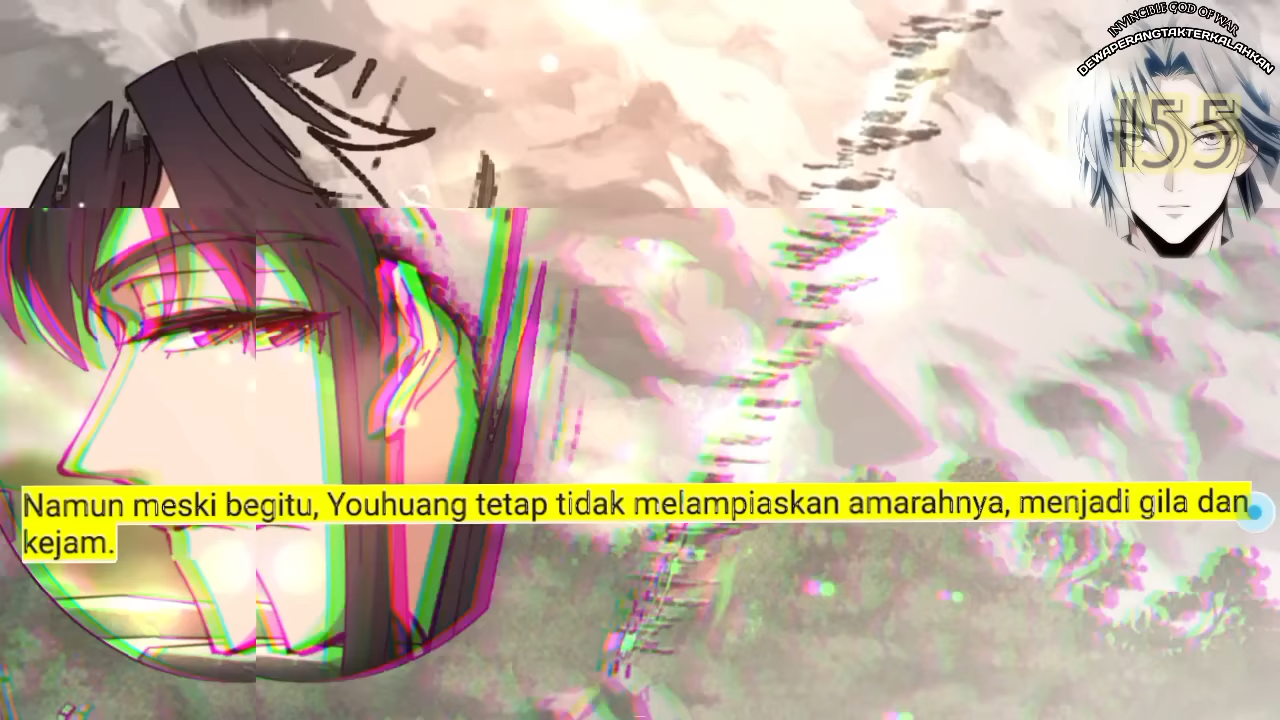 INVINCIBLE GOD OF WAR
DEWAPERANGTAKTERKALAHKAN
155
Namun meski begitu, Youhuang tetap tidak melampiaskan amarahnya, menjadi gila dan
kejam.